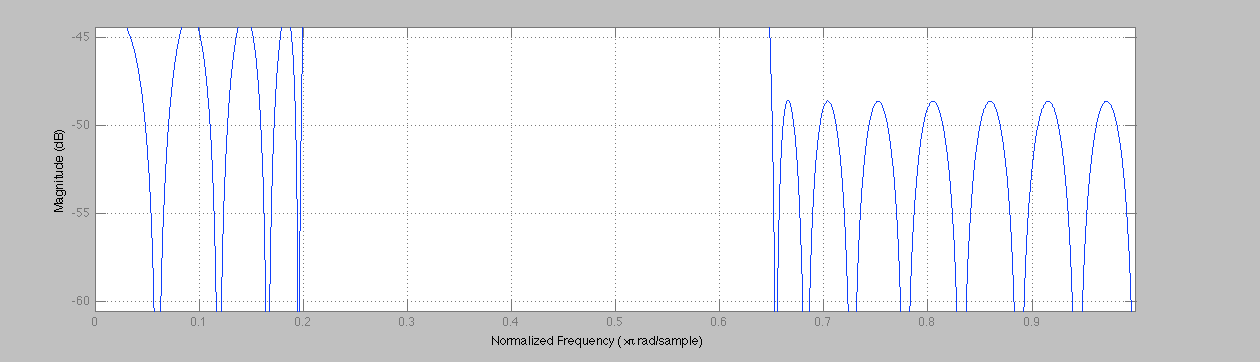 -45
-50
-55
-60
Magnitude (dB)
0 0.1 0.2 0.3 0.4 0.5 0.6 0.7 0.8 0.9
Normalized Frequency (×π rad/sample)